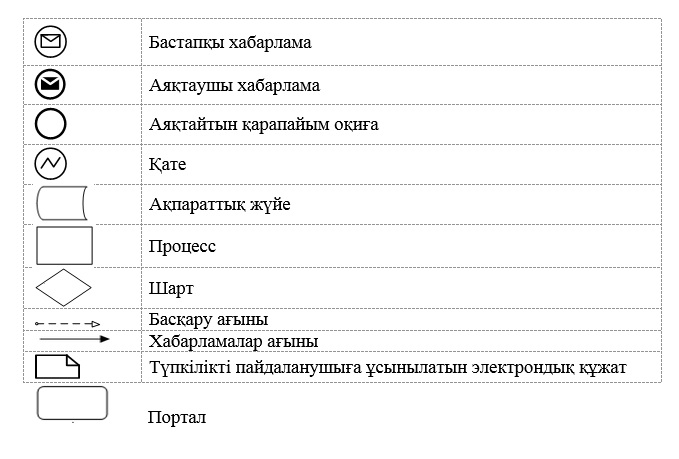 Бастапқы хабарлама
Аяқтаушы хабарлама
Аяқтайтын қарапайым оқиға
Қате
Ақпараттық жүйе
Процесс
Шарт
Басқару ағыны
Хабарламалар ағыны
Түпкілікті пайдаланушыға ұсынылатын электрондық құжат
Портал